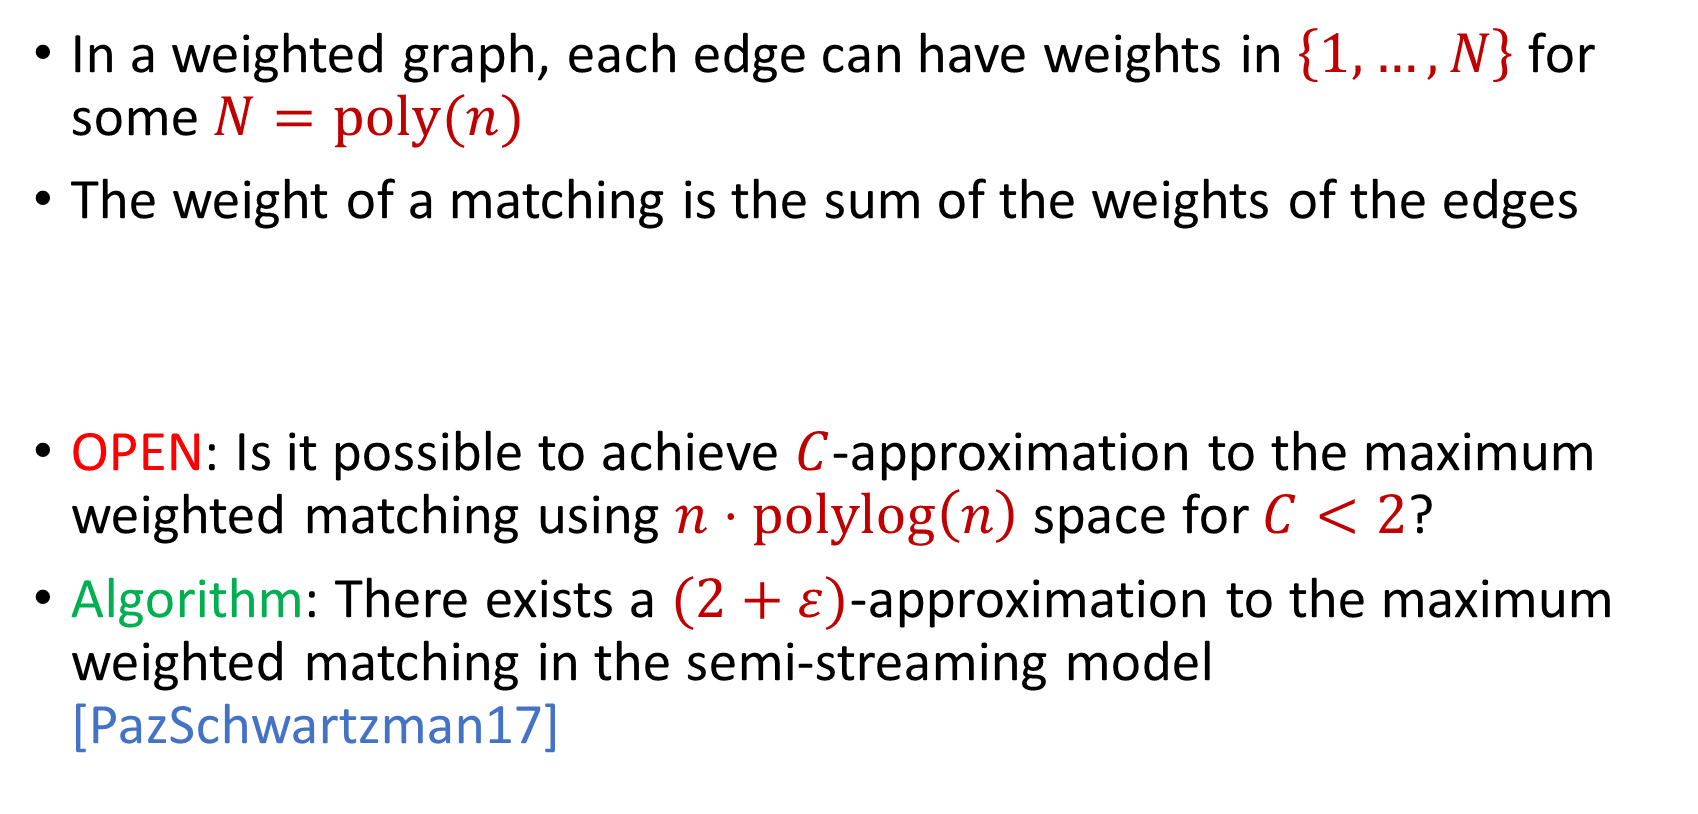 • In a weighted graph, each edge can have weights in {1, … , N} for
some N = poly(n)
• The weight of a matching is the sum of the weights of the edges
• OPEN: Is it possible to achieve C-approximation to the maximum
weighted matching using n · polylog(n) space for C < 2?
• Algorithm: There exists a (2 + ε)-approximation to the maximum
weighted matching in the semi-streaming model
[PazSchwartzman17]